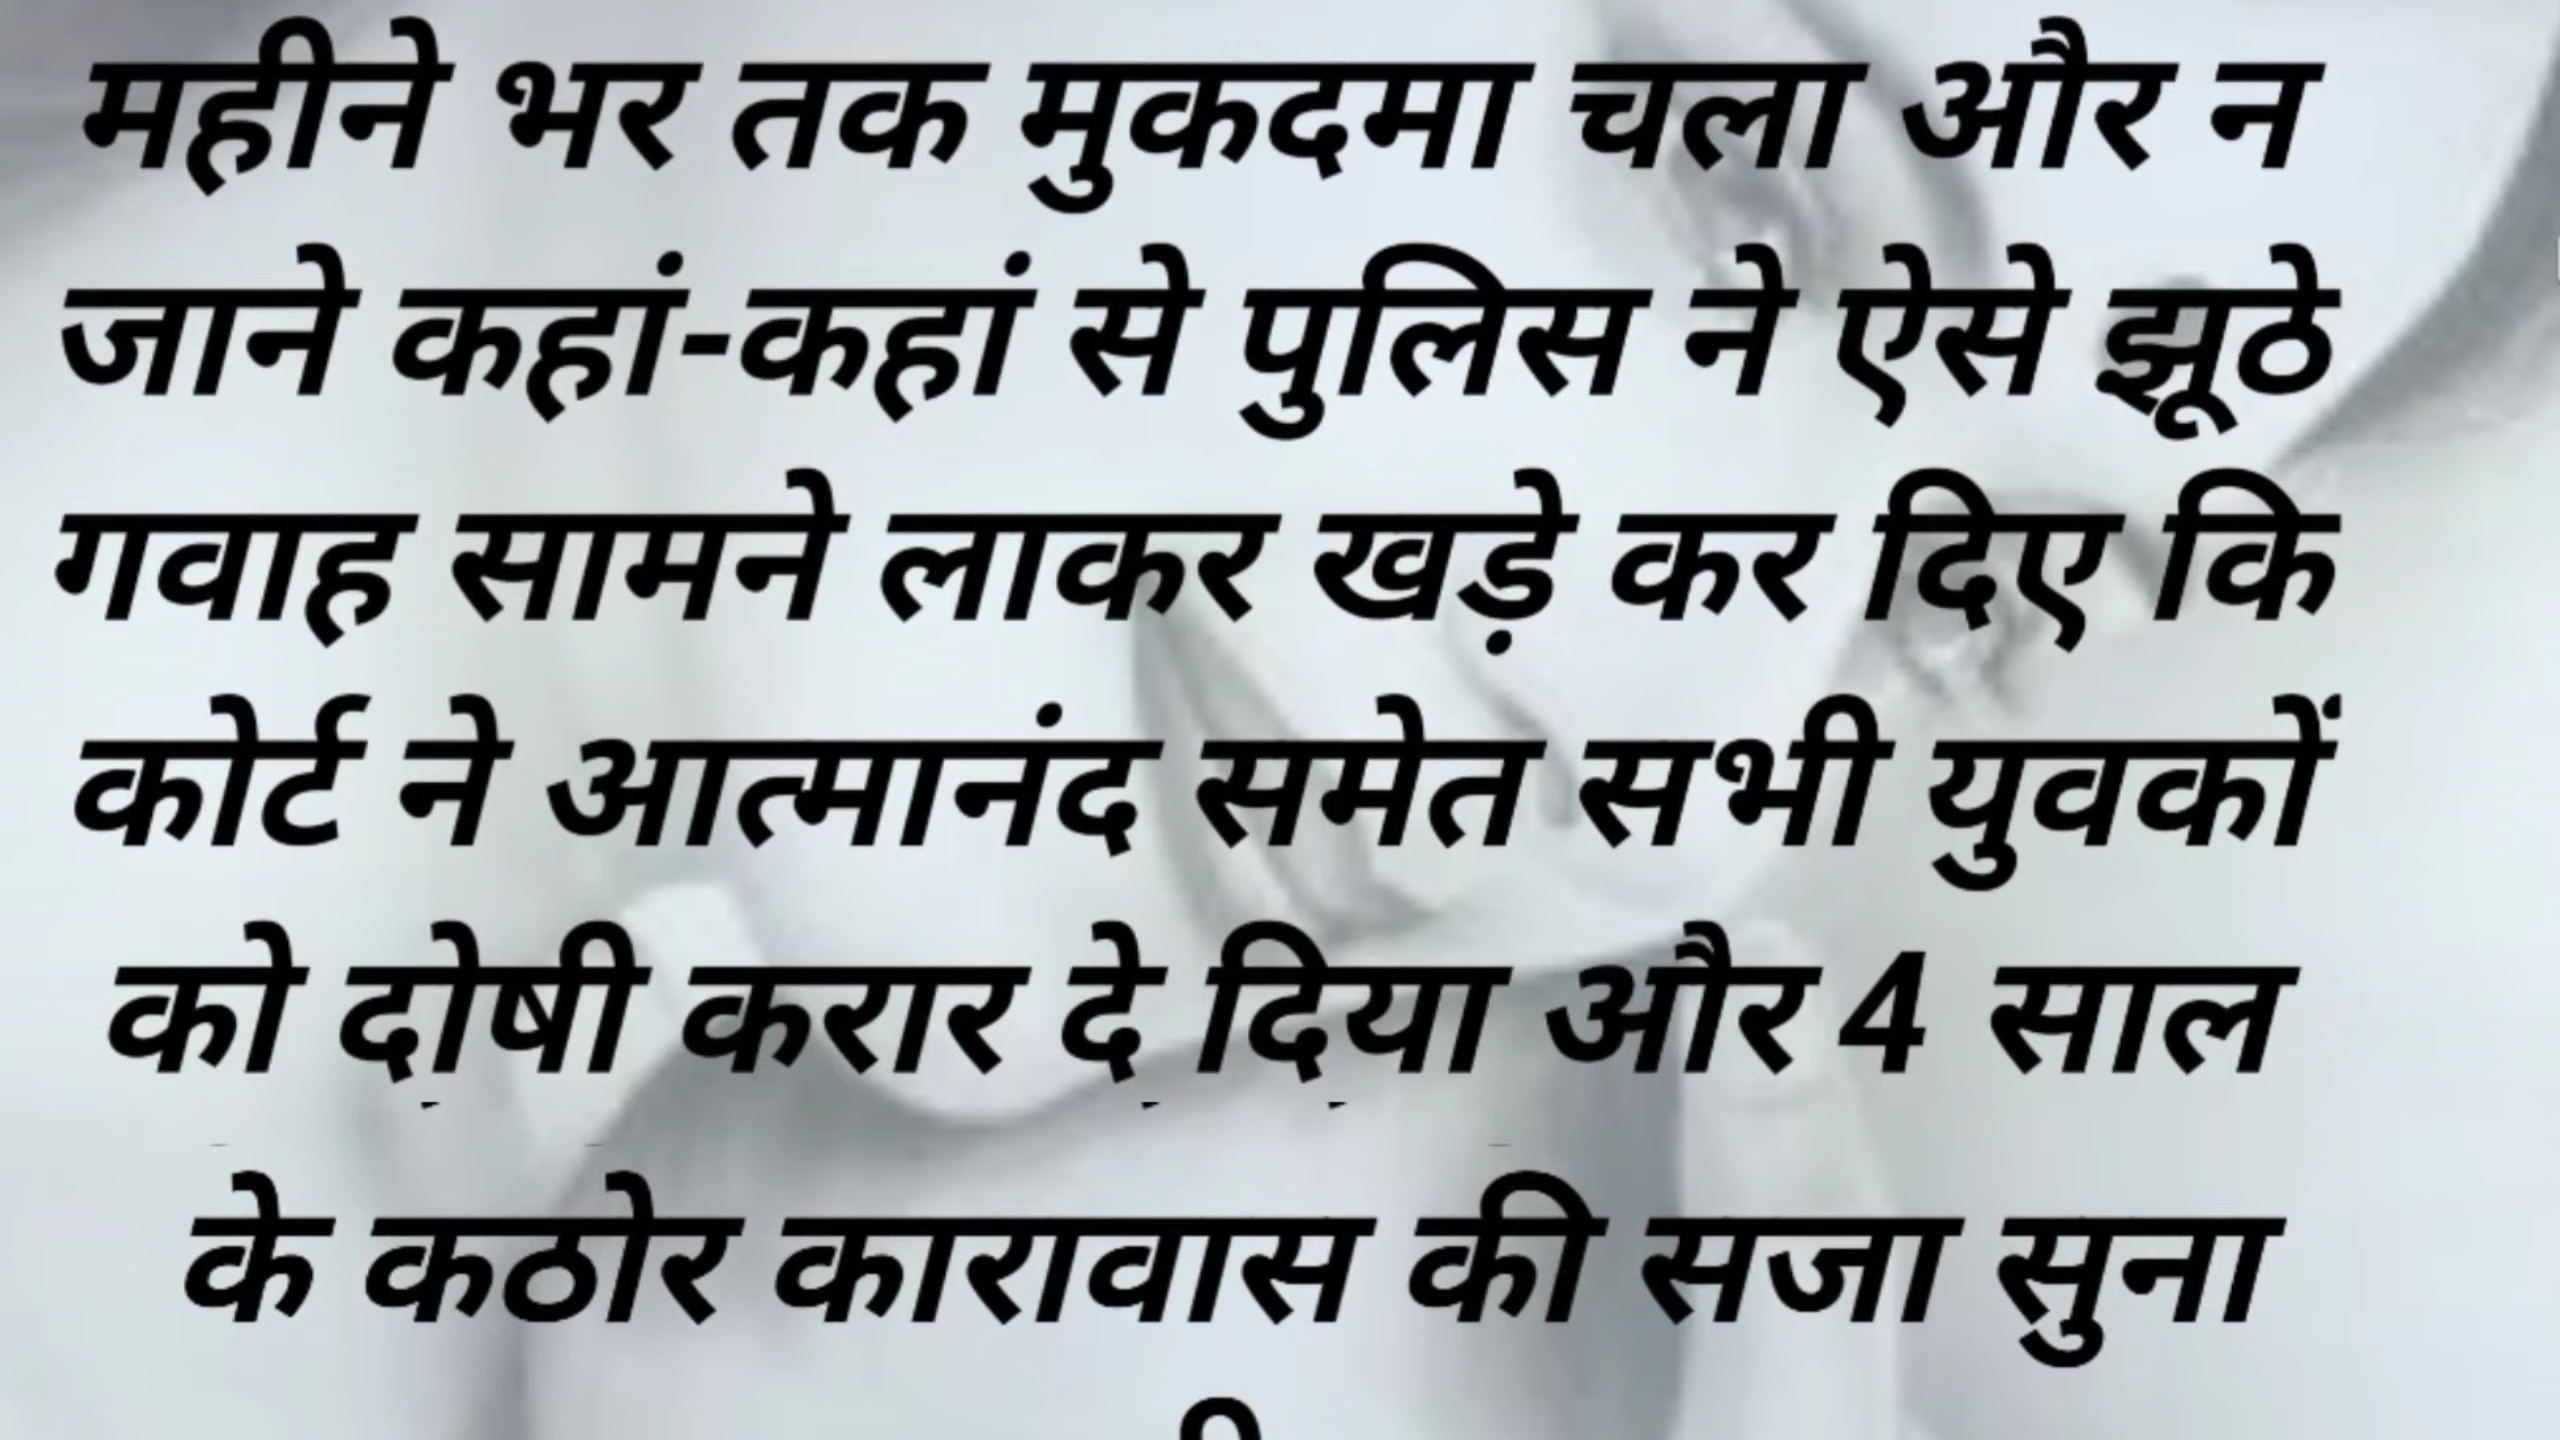 महीने भर तक मुकदमा चला और न
जाने कहां-कहां से पुलिस ने ऐसे झूठे
गवाह सामने लाकर खड़े कर दिए कि
कोर्ट ने आत्मानंद समेत सभी युवकों
को दोषी करार दे दिया और 4 साल
के कठोर कारावास की सजा सुना